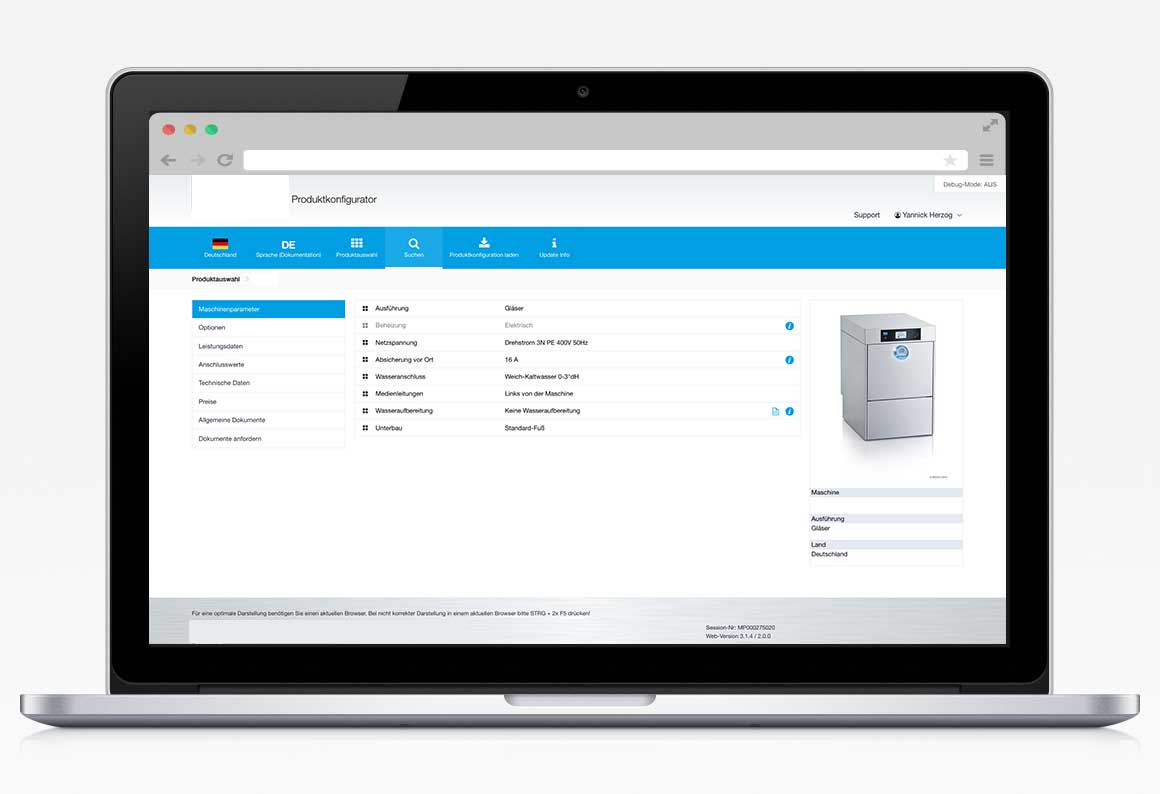 Debug-Mode: AUS
Produktkonfigurator
Support Yannick Herzog
Deutschland
DE
Sprache (Dokumentation)
Produktauswahl
Suchen
Produktkonfiguration laden
Update Info
Produktauswahl
Maschinenparameter
Optionen
Leistungsdaten
Anschlusswerte
Technische Daten
Preise
Allgemeine Dokumente
Dokumente anfordern
Ausführung Gläser
Beheizung Elektrisch
Netzspannung Drehstrom 3N PE 400V 50Hz
Absicherung vor Ort 16 A
Wasseranschluss Weich-Kaltwasser 0-3°dH
Medienleitungen Links von der Maschine
Wasseraufbereitung Keine Wasseraufbereitung
Unterbau Standard-Fuß
Maschine
Ausführung
Gläser
Land
Deutschland
Für eine optimale Darstellung benötigen Sie einen aktuellen Browser. Bei nicht korrekter Darstellung in einem aktuellen Browser bitte STRG + 2x F5 drücken!
Session-Nr: MP000275020
Web-Version 3.1.4 / 2.0.0